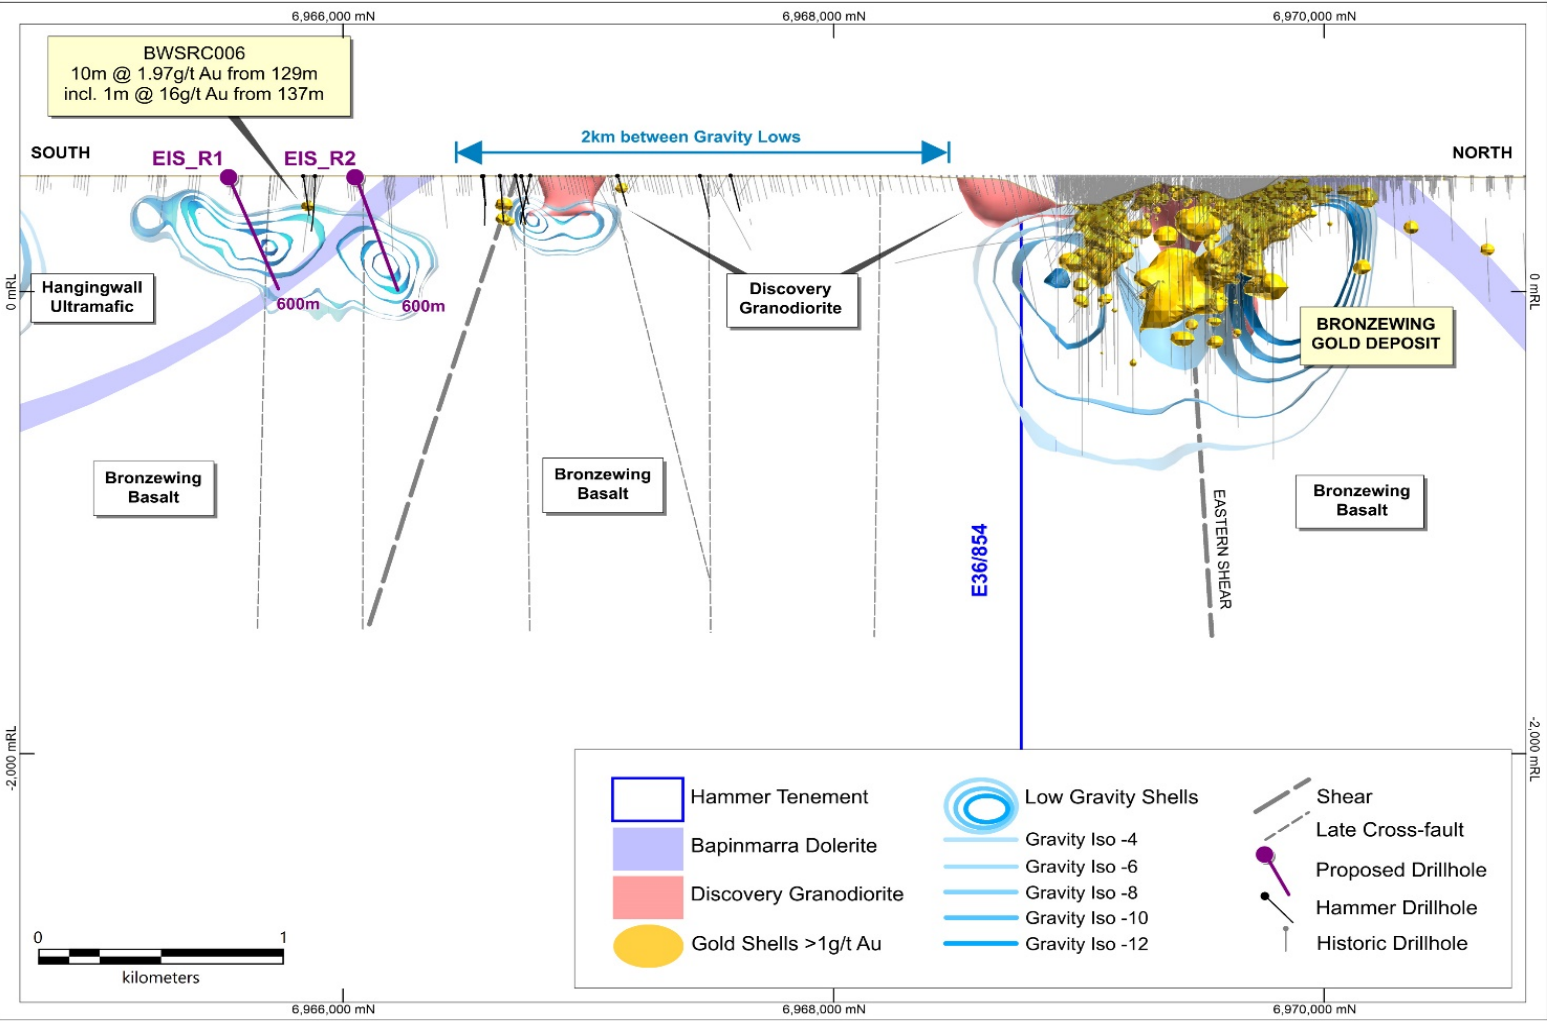 6,966,000 mN
6,968,000 mN
6,970,000 mN
BWSRC006
10m @ 1.97g/t Au from 129m
incl. 1m @ 16g/t Au from 137m
2km between Gravity Lows
SOUTH
NORTH
EIS_R1
EIS_R2
0 mRL
Hangingwall
Ultramafic
600m
600m
Discovery
Granodiorite
BRONZEWING
GOLD DEPOSIT
0 mRL
Bronzewing
Basalt
Bronzewing
Basalt
Bronzewing
Basalt
E36/854
EASTERN SHEAR
-2,000 mRL
-2,000 mRL
Hammer Tenement
Bapinmarra Dolerite
Discovery Granodiorite
Gold Shells >1g/t Au
Low Gravity Shells
Gravity Iso -4
Gravity Iso -6
Gravity Iso -8
Gravity Iso -10
Gravity Iso -12
Shear
Late Cross-fault
Proposed Drillhole
Hammer Drillhole
Historic Drillhole
0
1
kilometers
6,966,000 mN
6,968,000 mN
6,970,000 mN